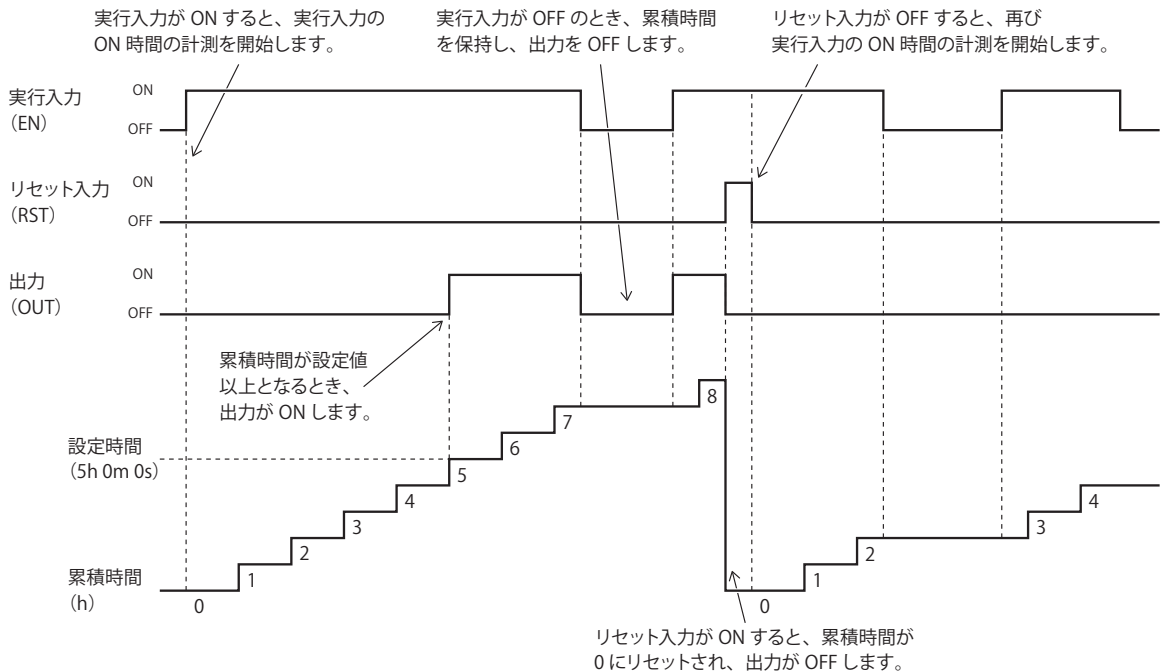 実行入力が ON すると、実行入力の
ON 時間の計測を開始します。
実行入力が OFF のとき、累積時間
を保持し、出力を OFF します。
リセット入力が OFF すると、再び
実行入力の ON 時間の計測を開始します。
実行入力
(EN)
ON
OFF
リセット入力
(RST)
ON
OFF
出力
(OUT)
ON
OFF
累積時間が設定値
以上となるとき、
出力が ON します。
設定時間
(5h 0m 0s)
累積時間
(h)
0
1
2
3
4
5
6
7
8
0
1
2
3
4
リセット入力が ON すると、累積時間が
0 にリセットされ、出力が OFF します。